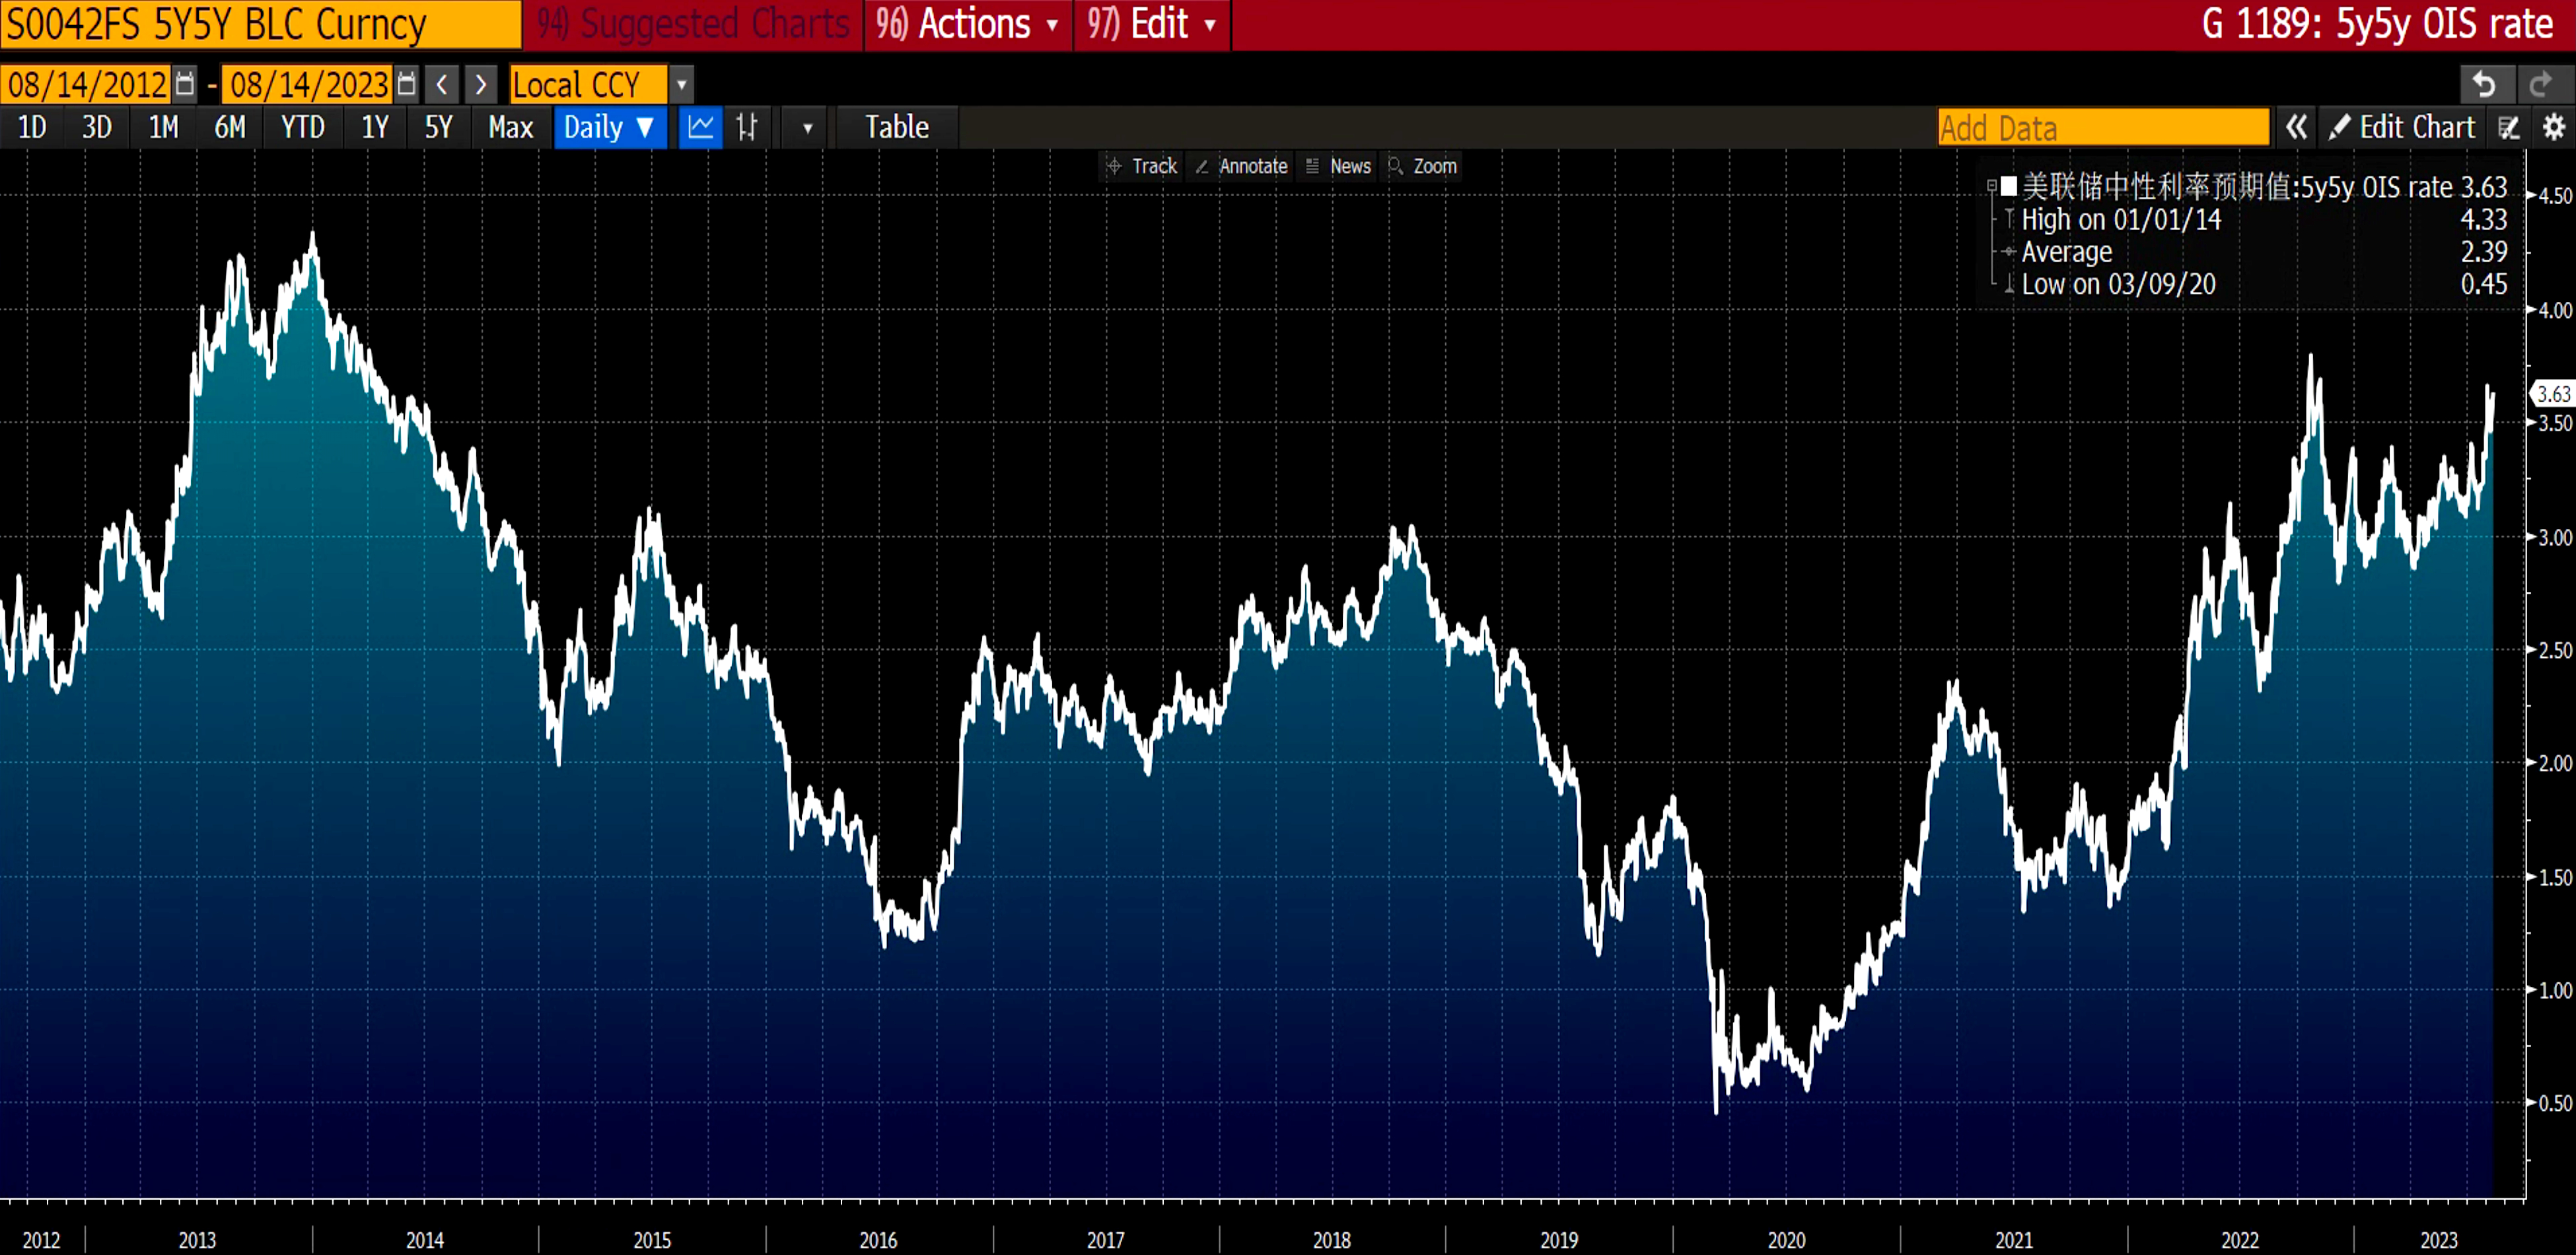 S0042FS 5Y5Y BLC Curncy 94) Suggested Charts 96) Actions 97) Edit G 1189: 5y5y OIS rate
08/14/2012 - 08/14/2023 Local CCY
1D 3D 1M 6M YTD 1Y 5Y Max Daily Table Add Data Edit Chart
Track Annotate News Zoom
美联储中性利率预期值:5y5y OIS rate 3.63
High on 01/01/14 4.33
Average 2.39
Low on 03/09/20 0.45
4.50
4.00
3.63
3.50
3.00
2.50
2.00
1.50
1.00
0.50
2012 2013 2014 2015 2016 2017 2018 2019 2020 2021 2022 2023